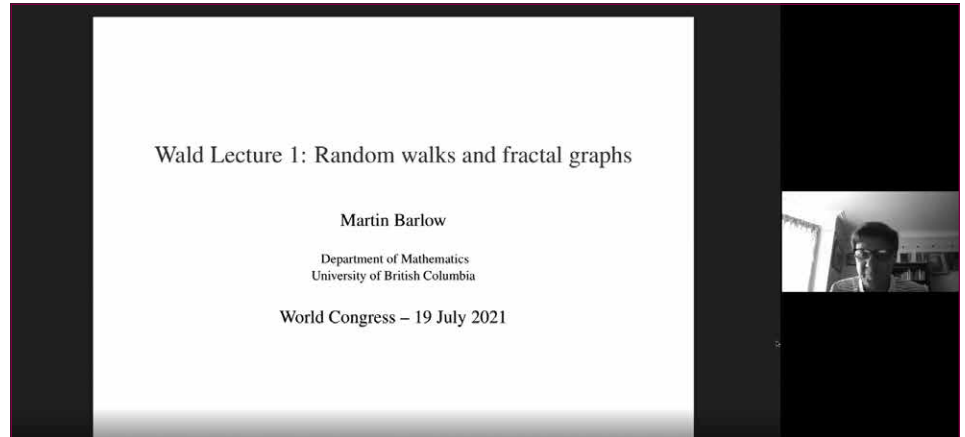 Wald Lecture 1: Random walks and fractal graphs
Martin Barlow
Department of Mathematics
University of British Columbia
World Congress – 19 July 2021